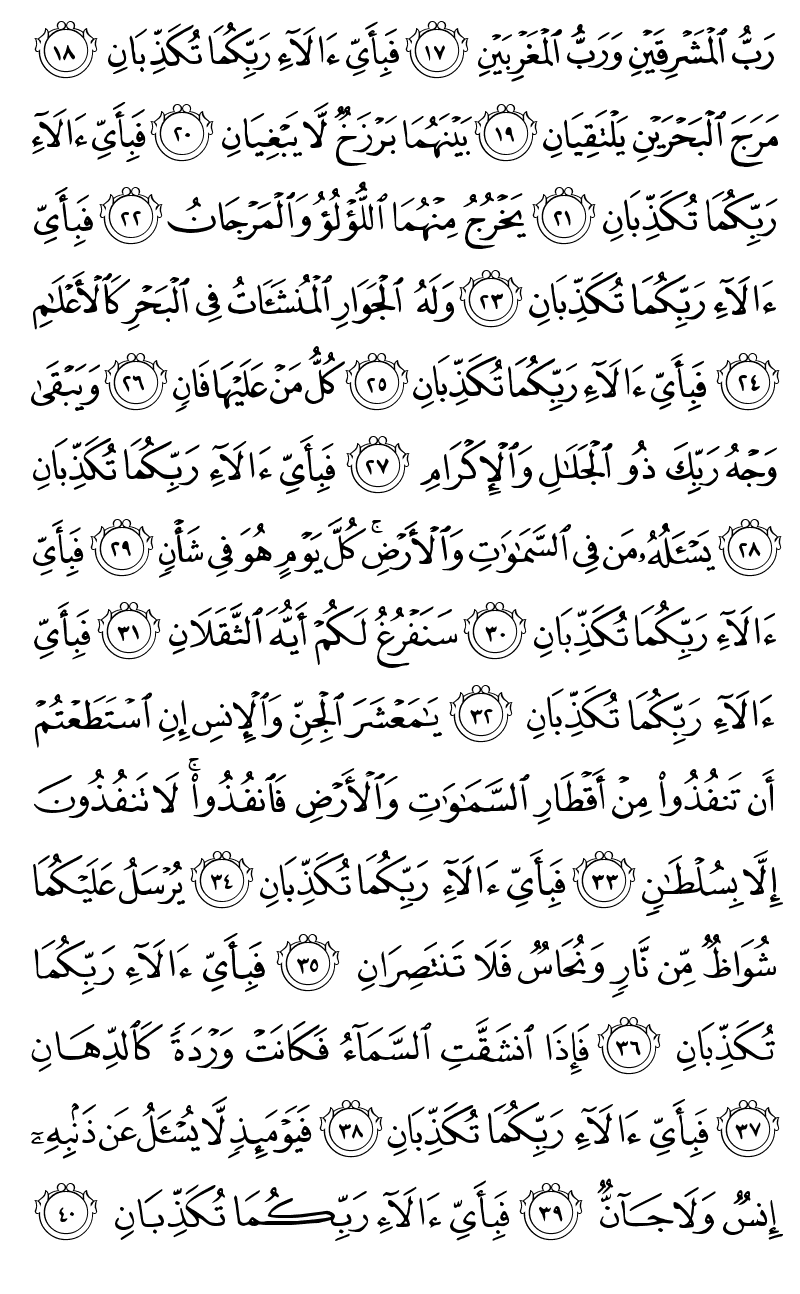 رَبُّ ٱلْمَشْرِقَيْنِ وَرَبُّ ٱلْمَغْرِبَيْنِ ١٧ فَبِأَىِّ ءَالَآءِ رَبِّكُمَا تُكَذِّبَانِ ١٨
مَرَجَ ٱلْبَحْرَيْنِ يَلْتَقِيَانِ ١٩ بَيْنَهُمَا بَرْزَخٌ لَّا يَبْغِيَانِ ٢٠ فَبِأَىِّ ءَالَآءِ
رَبِّكُمَا تُكَذِّبَانِ ٢١ يَخْرُجُ مِنْهُمَا ٱللُّؤْلُؤُ وَٱلْمَرْجَانُ ٢٢ فَبِأَىِّ
ءَالَآءِ رَبِّكُمَا تُكَذِّبَانِ ٢٣ وَلَهُ ٱلْجَوَارِ ٱلْمُنشَـَٔاتُ فِى ٱلْبَحْرِ كَٱلْأَعْلَـٰمِ
٢٤ فَبِأَىِّ ءَالَآءِ رَبِّكُمَا تُكَذِّبَانِ ٢٥ كُلُّ مَنْ عَلَيْهَا فَانٍ ٢٦ وَيَبْقَىٰ
وَجْهُ رَبِّكَ ذُو ٱلْجَلَـٰلِ وَٱلْإِكْرَامِ ٢٧ فَبِأَىِّ ءَالَآءِ رَبِّكُمَا تُكَذِّبَانِ
٢٨ يَسْـَٔلُهُۥ مَن فِى ٱلسَّمَـٰوَٰتِ وَٱلْأَرْضِ ۚ كُلَّ يَوْمٍ هُوَ فِى شَأْنٍ ٢٩ فَبِأَىِّ
ءَالَآءِ رَبِّكُمَا تُكَذِّبَانِ ٣٠ سَنَفْرُغُ لَكُمْ أَيُّهَ ٱلثَّقَلَانِ ٣١ فَبِأَىِّ
ءَالَآءِ رَبِّكُمَا تُكَذِّبَانِ ٣٢ يَـٰمَعْشَرَ ٱلْجِنِّ وَٱلْإِنسِ إِنِ ٱسْتَطَعْتُمْ
أَن تَنفُذُوا۟ مِنْ أَقْطَارِ ٱلسَّمَـٰوَٰتِ وَٱلْأَرْضِ فَٱنفُذُوا۟ ۚ لَا تَنفُذُونَ
إِلَّا بِسُلْطَـٰنٍ ٣٣ فَبِأَىِّ ءَالَآءِ رَبِّكُمَا تُكَذِّبَانِ ٣٤ يُرْسَلُ عَلَيْكُمَا
شُوَاظٌ مِّن نَّارٍ وَنُحَاسٌ فَلَا تَنتَصِرَانِ ٣٥ فَبِأَىِّ ءَالَآءِ رَبِّكُمَا
تُكَذِّبَانِ ٣٦ فَإِذَا ٱنشَقَّتِ ٱلسَّمَآءُ فَكَانَتْ وَرْدَةً كَٱلدِّهَانِ
٣٧ فَبِأَىِّ ءَالَآءِ رَبِّكُمَا تُكَذِّبَانِ ٣٨ فَيَوْمَئِذٍ لَّا يُسْـَٔلُ عَن ذَنۢبِهِۦٓ
إِنسٌ وَلَا جَآنٌّ ٣٩ فَبِأَىِّ ءَالَآءِ رَبِّكُمَا تُكَذِّبَانِ ٤٠